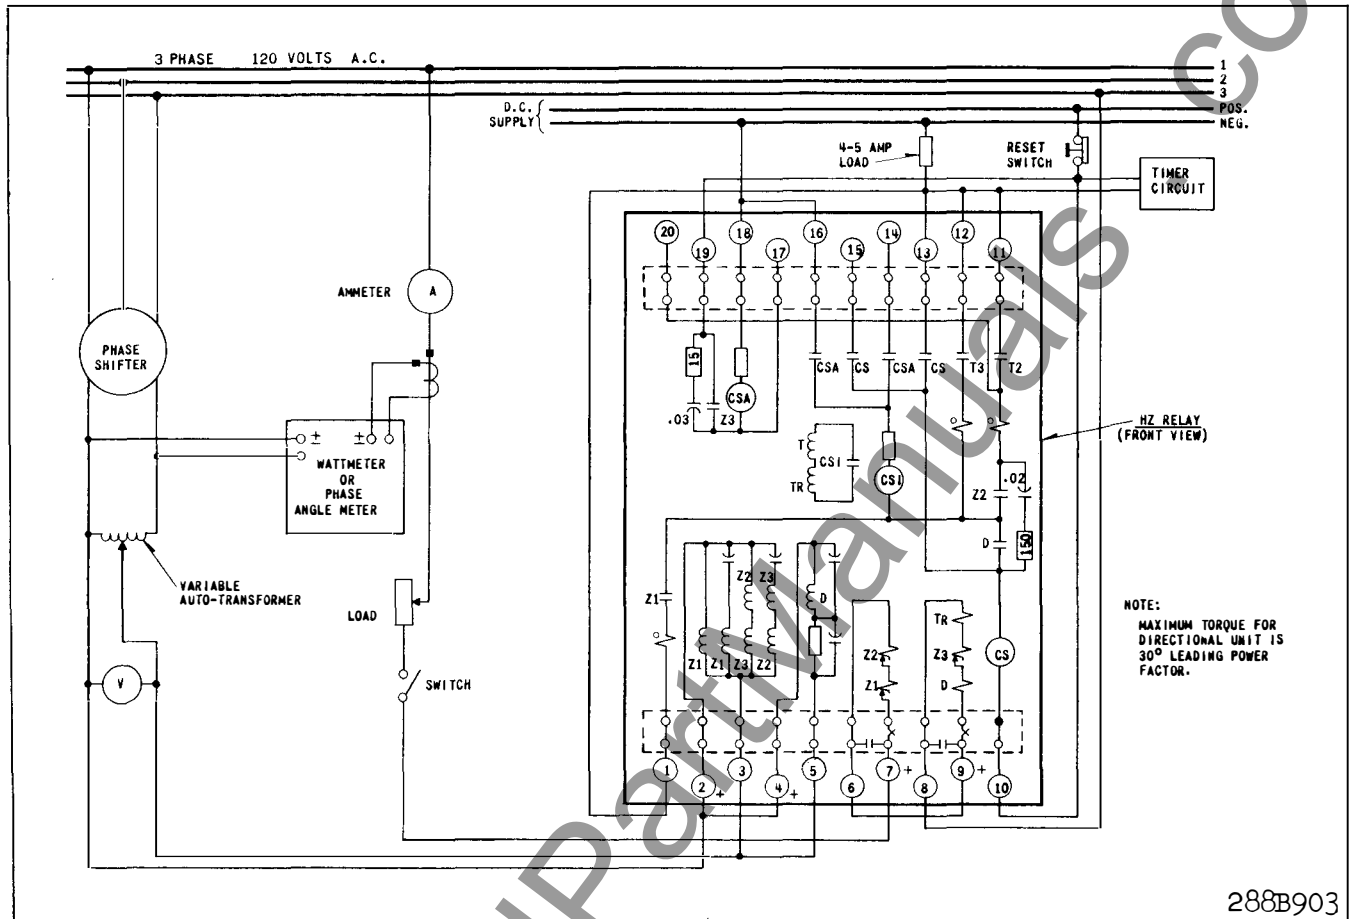 3 PHASE 120 VOLTS A.C.
1
2
3
D.C.
SUPPLY
POS.
NEG.
4-5 AMP
LOAD
RESET
SWITCH
TIMER
CIRCUIT
20
19
18
17
16
15
14
13
12
11
AMMETER
A
PHASE
SHIFTER
15
.03
Z3
CSA
CSA
CS
CSA
CS
T3
T2
HZ RELAY
(FRONT VIEW)
± ±
WATTMETER
OR
PHASE
ANGLE METER
T
CSI
TR
CSI
Z2
.02
D
150
VARIABLE
AUTO-TRANSFORMER
LOAD
Z1
Z2
Z3
D
Z1
Z1
Z3
Z2
Z2
Z1
TR
Z3
D
CS
NOTE:
MAXIMUM TORQUE FOR
DIRECTIONAL UNIT IS
30° LEADING POWER
FACTOR.
V
SWITCH
1
2
+
3
4
+
5
6
7
+
8
9
+
10
288B903
PartManuals.co